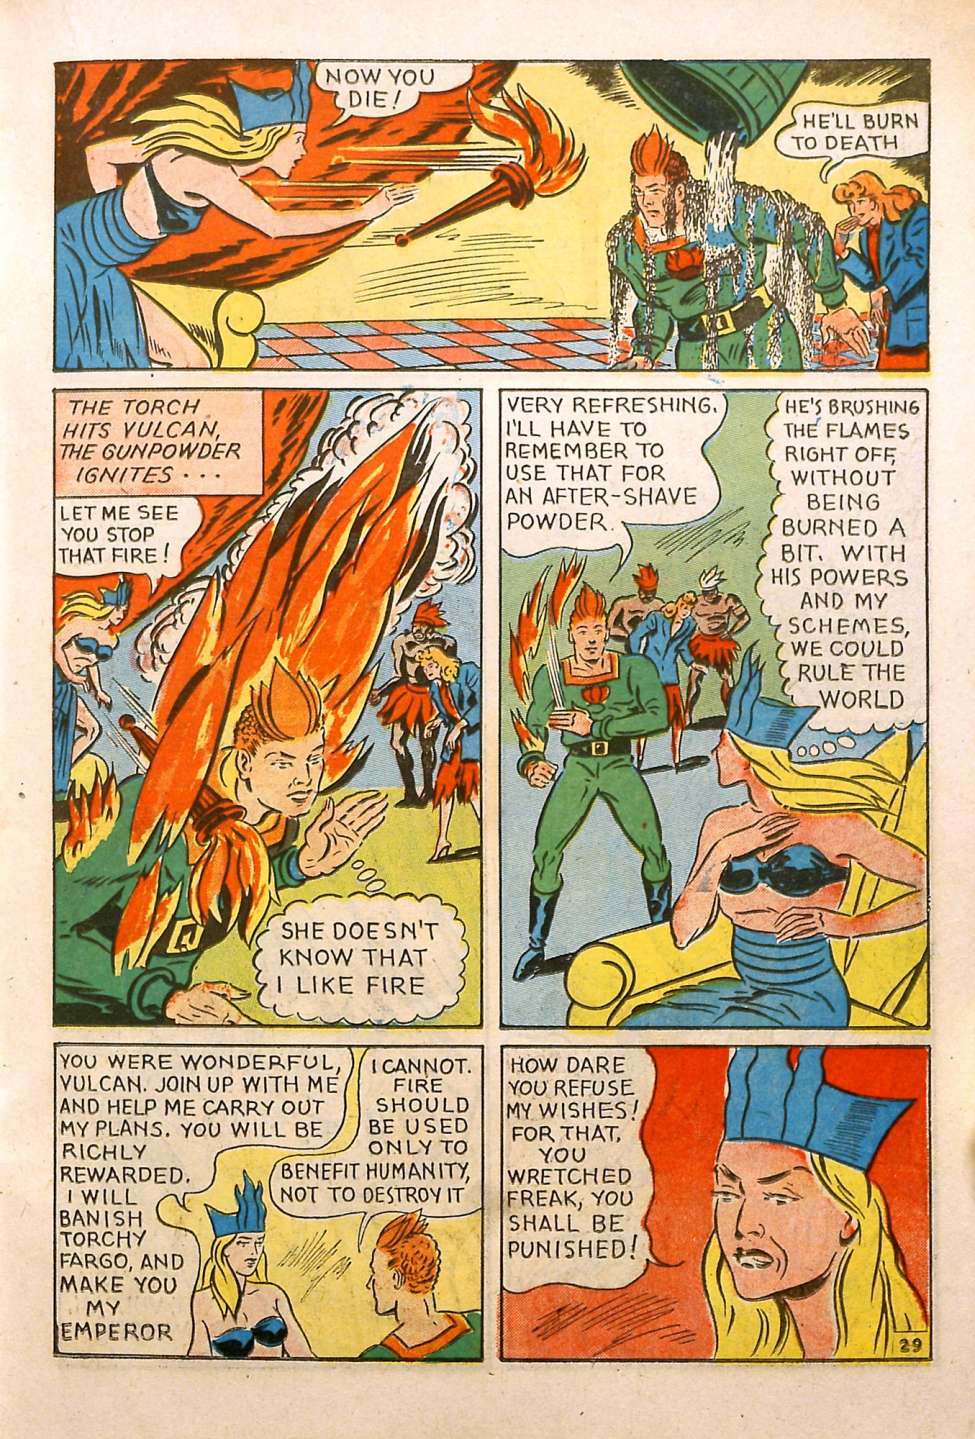 NOW YOU
DIE!
HE'LL BURN
TO DEATH
THE TORCH
HITS VULCAN,
THE GUNPOWDER
IGNITES...
LET ME SEE
YOU STOP
THAT FIRE!
SHE DOESN'T
KNOW THAT
I LIKE FIRE
VERY REFRESHING.
I'LL HAVE TO
REMEMBER TO
USE THAT FOR
AN AFTER-SHAVE
POWDER.
HE'S BRUSHING
THE FLAMES
RIGHT OFF,
WITHOUT
BEING
BURNED A
BIT. WITH
HIS POWERS
AND MY
SCHEMES,
WE COULD
RULE THE
WORLD
YOU WERE WONDERFUL,
VULCAN. JOIN UP WITH ME
AND HELP ME CARRY OUT
MY PLANS. YOU WILL BE
RICHLY
REWARDED.
I WILL
BANISH
TORCHY
FARGO, AND
MAKE YOU
MY
EMPEROR
I CANNOT.
FIRE
SHOULD
BE USED
ONLY TO
BENEFIT HUMANITY,
NOT TO DESTROY IT
HOW DARE
YOU REFUSE
MY WISHES!
FOR THAT,
YOU
WRETCHED
FREAK, YOU
SHALL BE
PUNISHED!
29